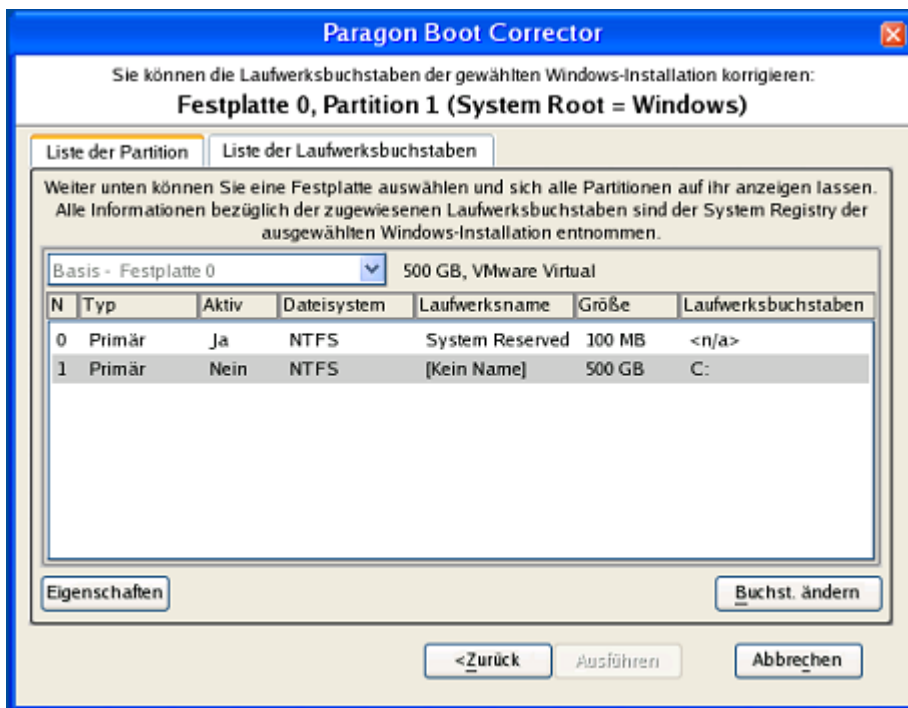 Paragon Boot Corrector
Sie können die Laufwerksbuchstaben der gewählten Windows-Installation korrigieren:
Festplatte 0, Partition 1 (System Root = Windows)
Liste der Partition
Liste der Laufwerksbuchstaben
Weiter unten können Sie eine Festplatte auswählen und sich alle Partitionen auf ihr anzeigen lassen.
Alle Informationen bezüglich der zugewiesenen Laufwerksbuchstaben sind der System Registry der
ausgewählten Windows-Installation entnommen.
Basis - Festplatte 0
500 GB, VMware Virtual
N Typ Aktiv Dateisystem Laufwerksname Größe Laufwerksbuchstaben
0 Primär Ja NTFS System Reserved 100 MB <n/a>
1 Primär Nein NTFS [Kein Name] 500 GB C:
Eigenschaften
Buchst. ändern
<Zurück
Ausführen
Abbrechen